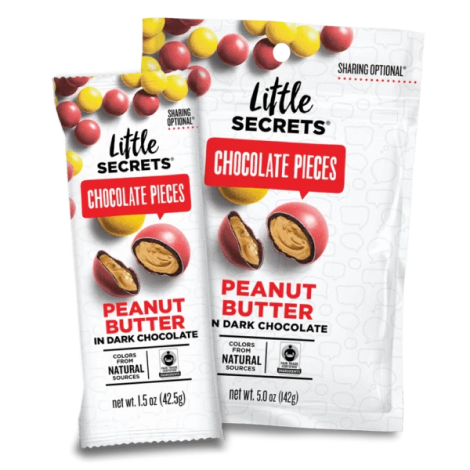 SHARING
OPTIONAL
Little
SECRETS®
CHOCOLATE PIECES
PEANUT
BUTTER
IN DARK CHOCOLATE
COLORS
FROM
NATURAL
SOURCES
net wt. 1.5 oz (42.5g)
SHARING OPTIONAL
Little
SECRETS®
CHOCOLATE PIECES
PEANUT
BUTTER
N DARK CHOCOLATE
COLORS
FROM
NATURAL
SOURCES
net wt. 5.0 oz (142g)